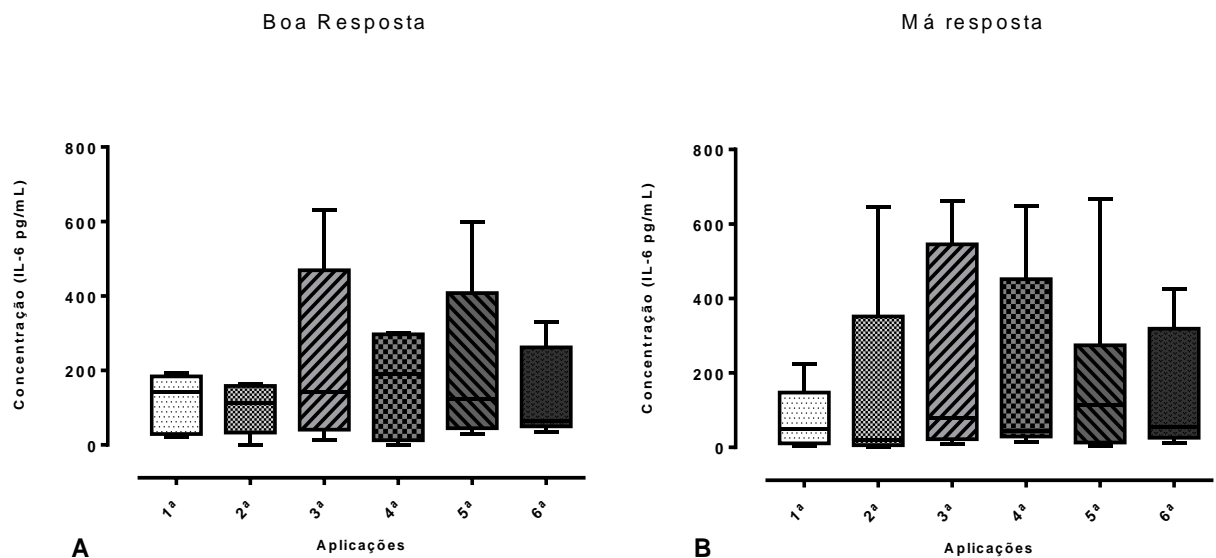 Boa Resposta
Concentração (IL-6 pg/mL)
800
600
400
200
0
1ª
2ª
3ª
4ª
5ª
6ª
A
Aplicações
Má resposta
Concentração (IL-6 pg/mL)
800
600
400
200
0
1ª
2ª
3ª
4ª
5ª
6ª
B
Aplicações